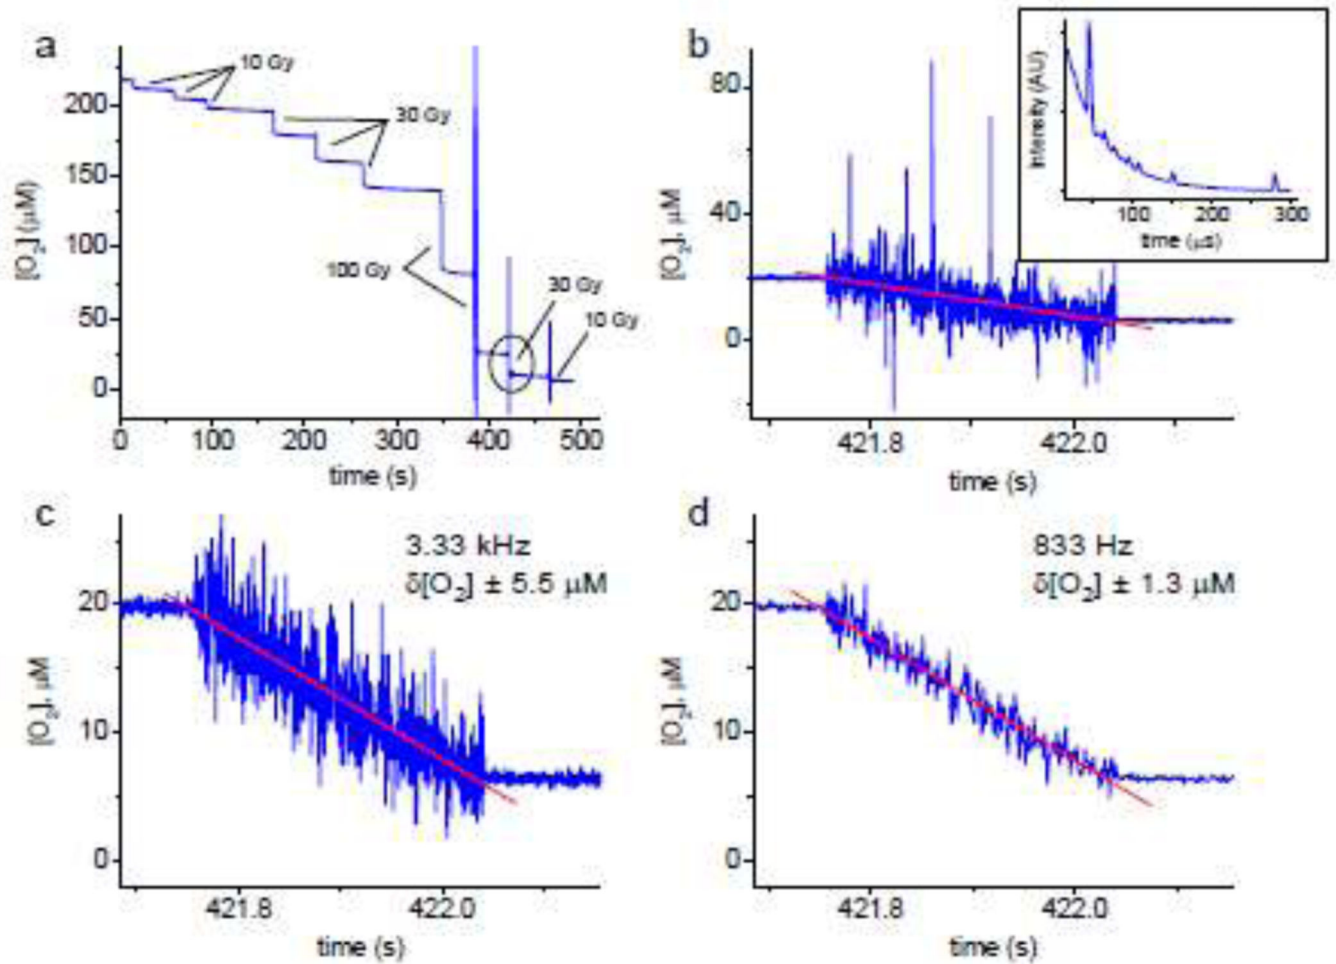 a
10 Gy
30 Gy
100 Gy
30 Gy
10 Gy
200
150
100
50
0
[O₂] (μM)
0 100 200 300 400 500
time (s)
b
80
40
0
[O₂], μM
421.8 422.0
time (s)
Intensity (AU)
100 200 300
time (μs)
c
3.33 kHz
δ[O₂] ± 5.5 μM
20
10
0
[O₂], μM
421.8 422.0
time (s)
d
833 Hz
δ[O₂] ± 1.3 μM
20
10
0
[O₂], μM
421.8 422.0
time (s)